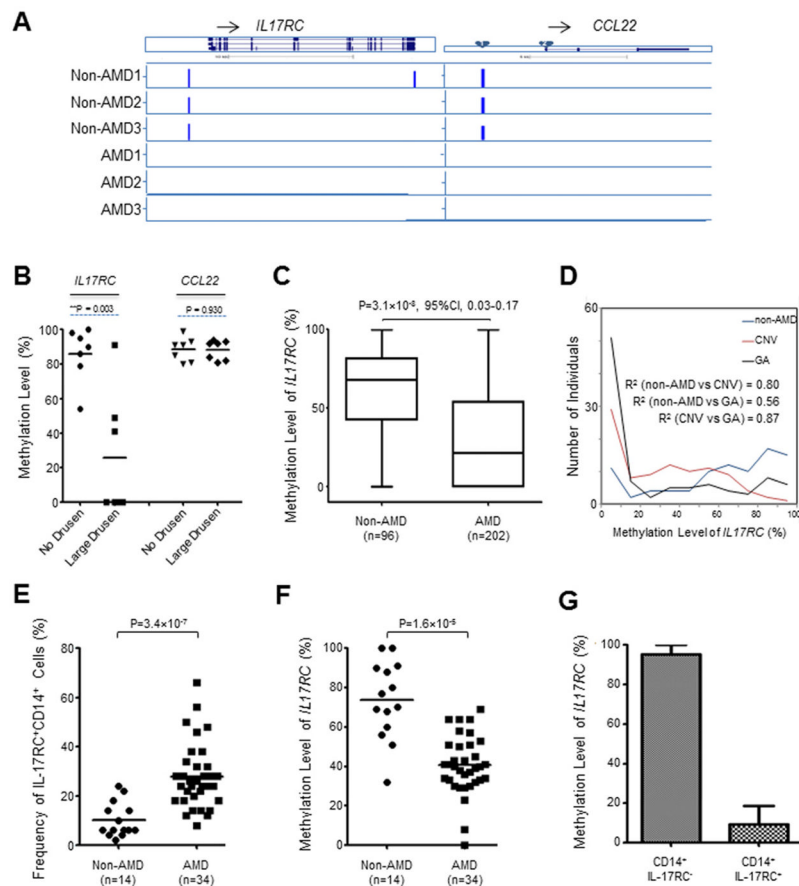 A
IL17RC
CCL22
Non-AMD1
Non-AMD2
Non-AMD3
AMD1
AMD2
AMD3
B
IL17RC
CCL22
**P = 0.003
P = 0.930
Methylation Level (%)
100
80
60
40
20
0
No Drusen
Large Drusen
No Drusen
Large Drusen
C
P=3.1×10⁻⁸, 95%CI, 0.03-0.17
Methylation Level of IL17RC (%)
100
50
0
Non-AMD
(n=96)
AMD
(n=202)
D
non-AMD
CNV
GA
R² (non-AMD vs CNV) = 0.80
R² (non-AMD vs GA) = 0.56
R² (CNV vs GA) = 0.87
Number of Individuals
60
40
20
0
0 20 40 60 80 100
Methylation Level of IL17RC (%)
E
P=3.4×10⁻⁷
Frequency of IL-17RC⁺CD14⁺ Cells (%)
80
60
40
20
0
Non-AMD
(n=14)
AMD
(n=34)
F
P=1.6×10⁻⁵
Methylation Level of IL17RC (%)
100
80
60
40
20
0
Non-AMD
(n=14)
AMD
(n=34)
G
Methylation Level of IL17RC (%)
100
80
60
40
20
0
CD14⁺
IL-17RC⁻
CD14⁺
IL-17RC⁺